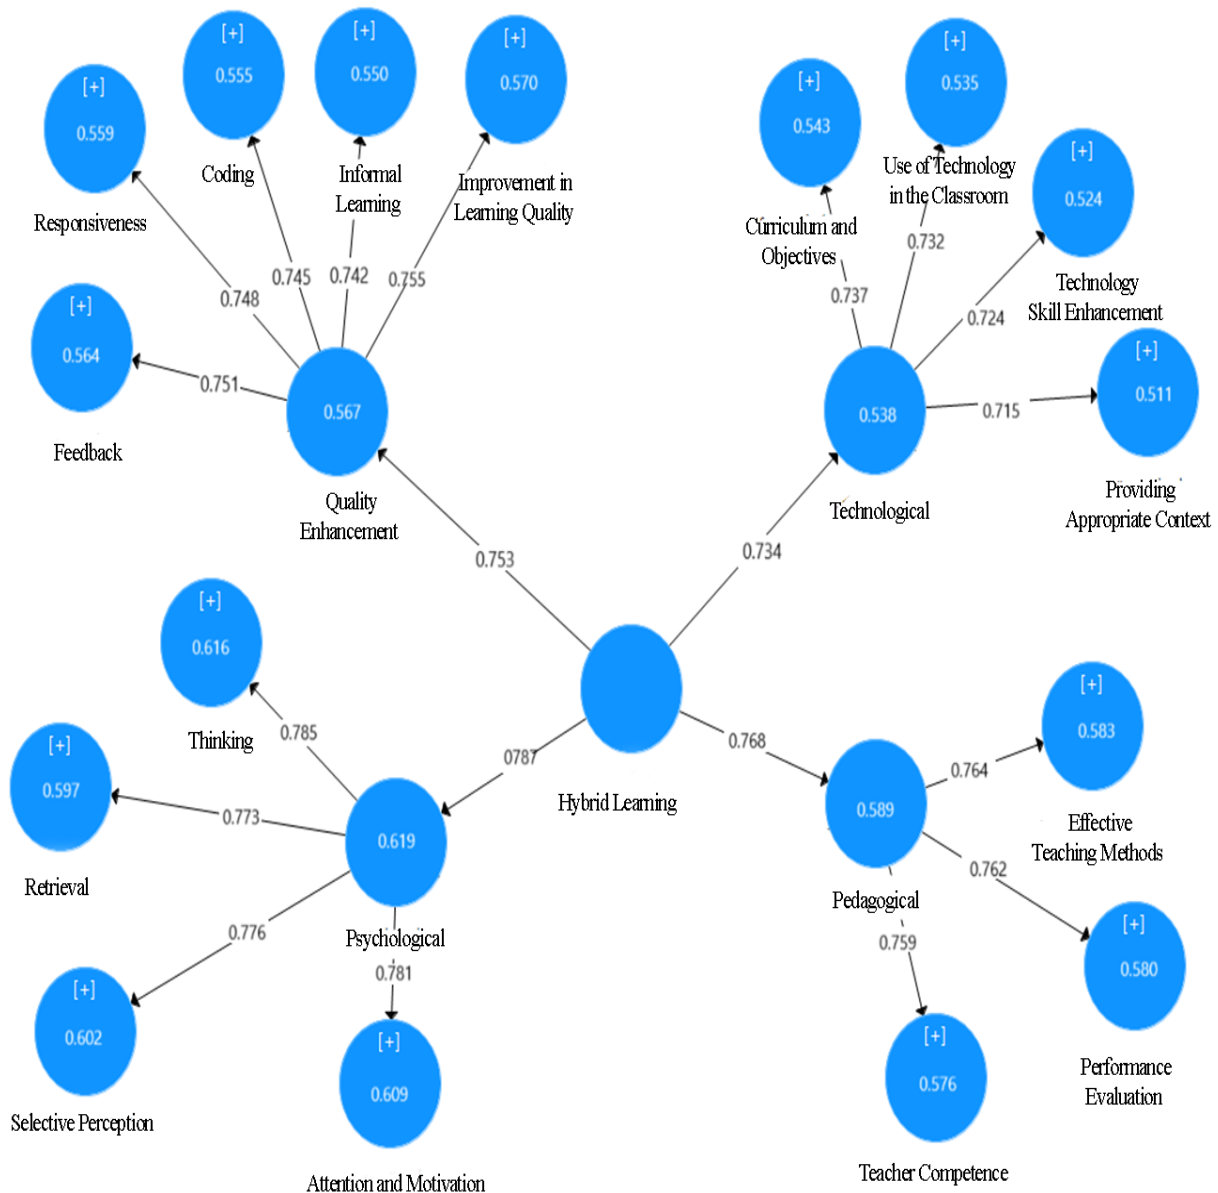 [+]
0.555
Coding
[+]
0.550
Informal
Learning
[+]
0.570
Improvement in
Learning Quality
[+]
0.559
Responsiveness
[+]
0.564
Feedback
0.748
0.745
0.742
0.755
0.751
0.567
Quality
Enhancement
[+]
0.543
Curriculum and
Objectives
[+]
0.535
Use of Technology
in the Classroom
[+]
0.524
Technology
Skill Enhancement
[+]
0.511
Providing
Appropriate Context
0.737
0.732
0.724
0.715
0.538
Technological
0.753
0.734
Hybrid Learning
0787
0.768
[+]
0.616
Thinking
[+]
0.597
Retrieval
[+]
0.602
Selective Perception
[+]
0.609
Attention and Motivation
0.785
0.773
0.776
0.781
0.619
Psychological
0.589
Pedagogical
0.764
0.762
0.759
[+]
0.583
Effective
Teaching Methods
[+]
0.580
Performance
Evaluation
[+]
0.576
Teacher Competence